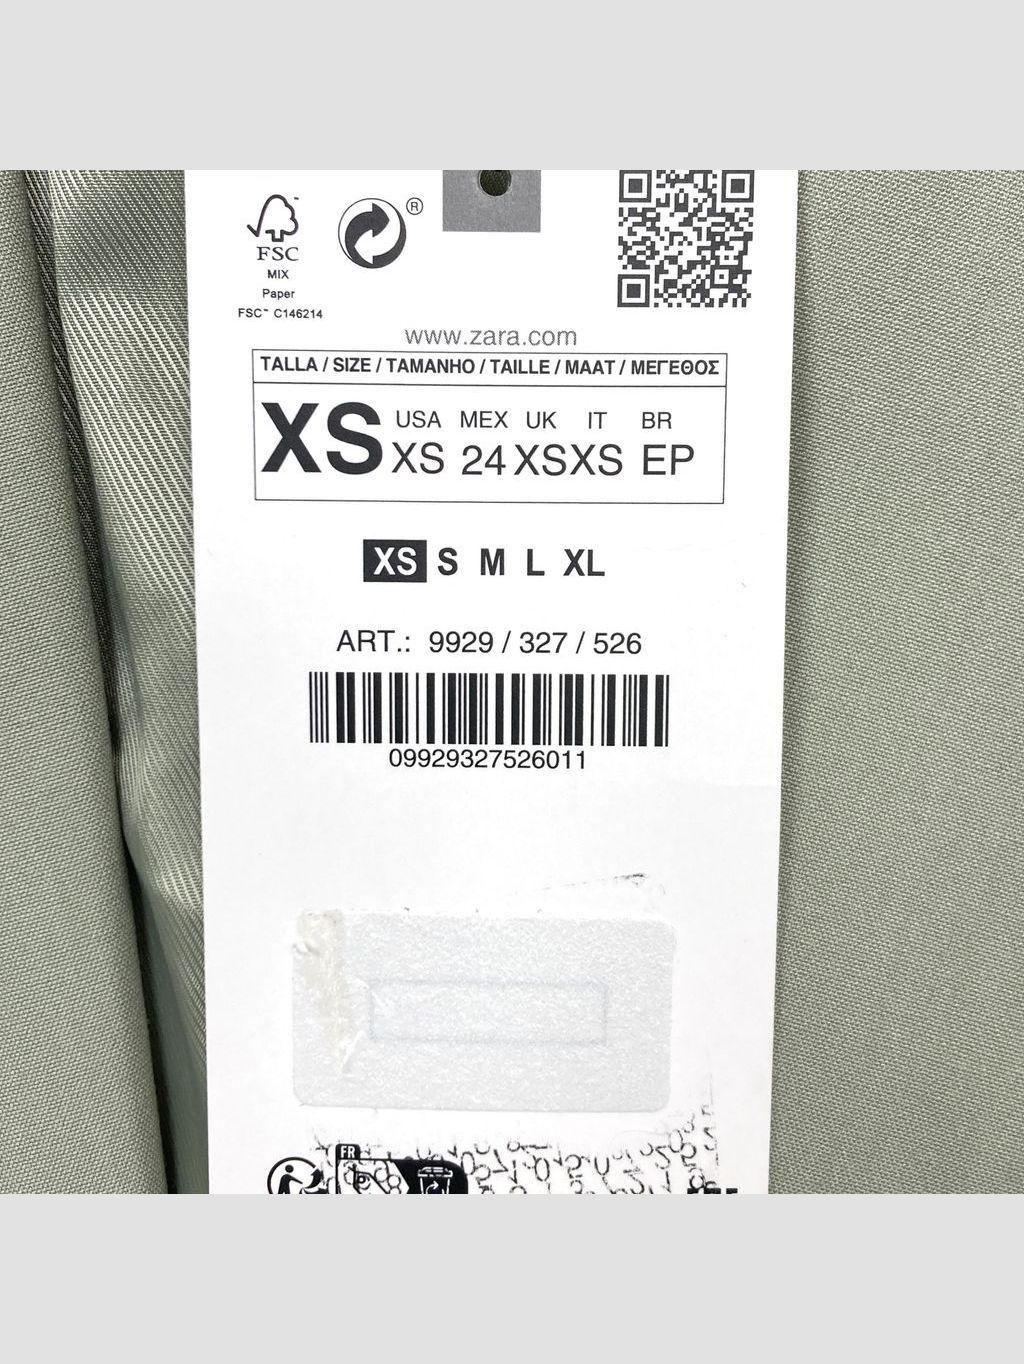 ®
FSC
MIX
Paper
FSC™ C146214
www.zara.com
TALLA / SIZE / TAMANHO / TAILLE / MAAT / ΜΕΓΕΘΟΣ
XS
USA MEX UK IT BR
XS 24 XS XS EP
XS S M L XL
ART.: 9929 / 327 / 526
09929327526011
FR